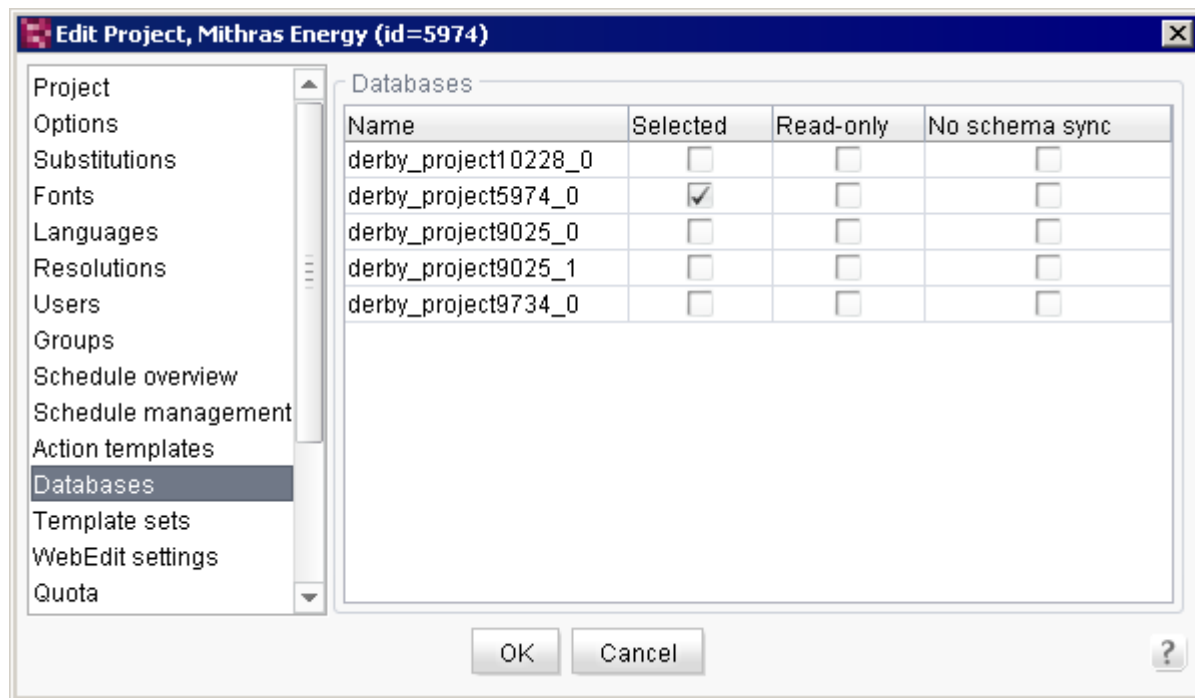 Edit Project, Mithras Energy (id=5974)
Project
Options
Substitutions
Fonts
Languages
Resolutions
Users
Groups
Schedule overview
Schedule management
Action templates
Databases
Template sets
WebEdit settings
Quota
Databases
Name Selected Read-only No schema sync
derby_project10228_0
derby_project5974_0
derby_project9025_0
derby_project9025_1
derby_project9734_0
OK Cancel ?